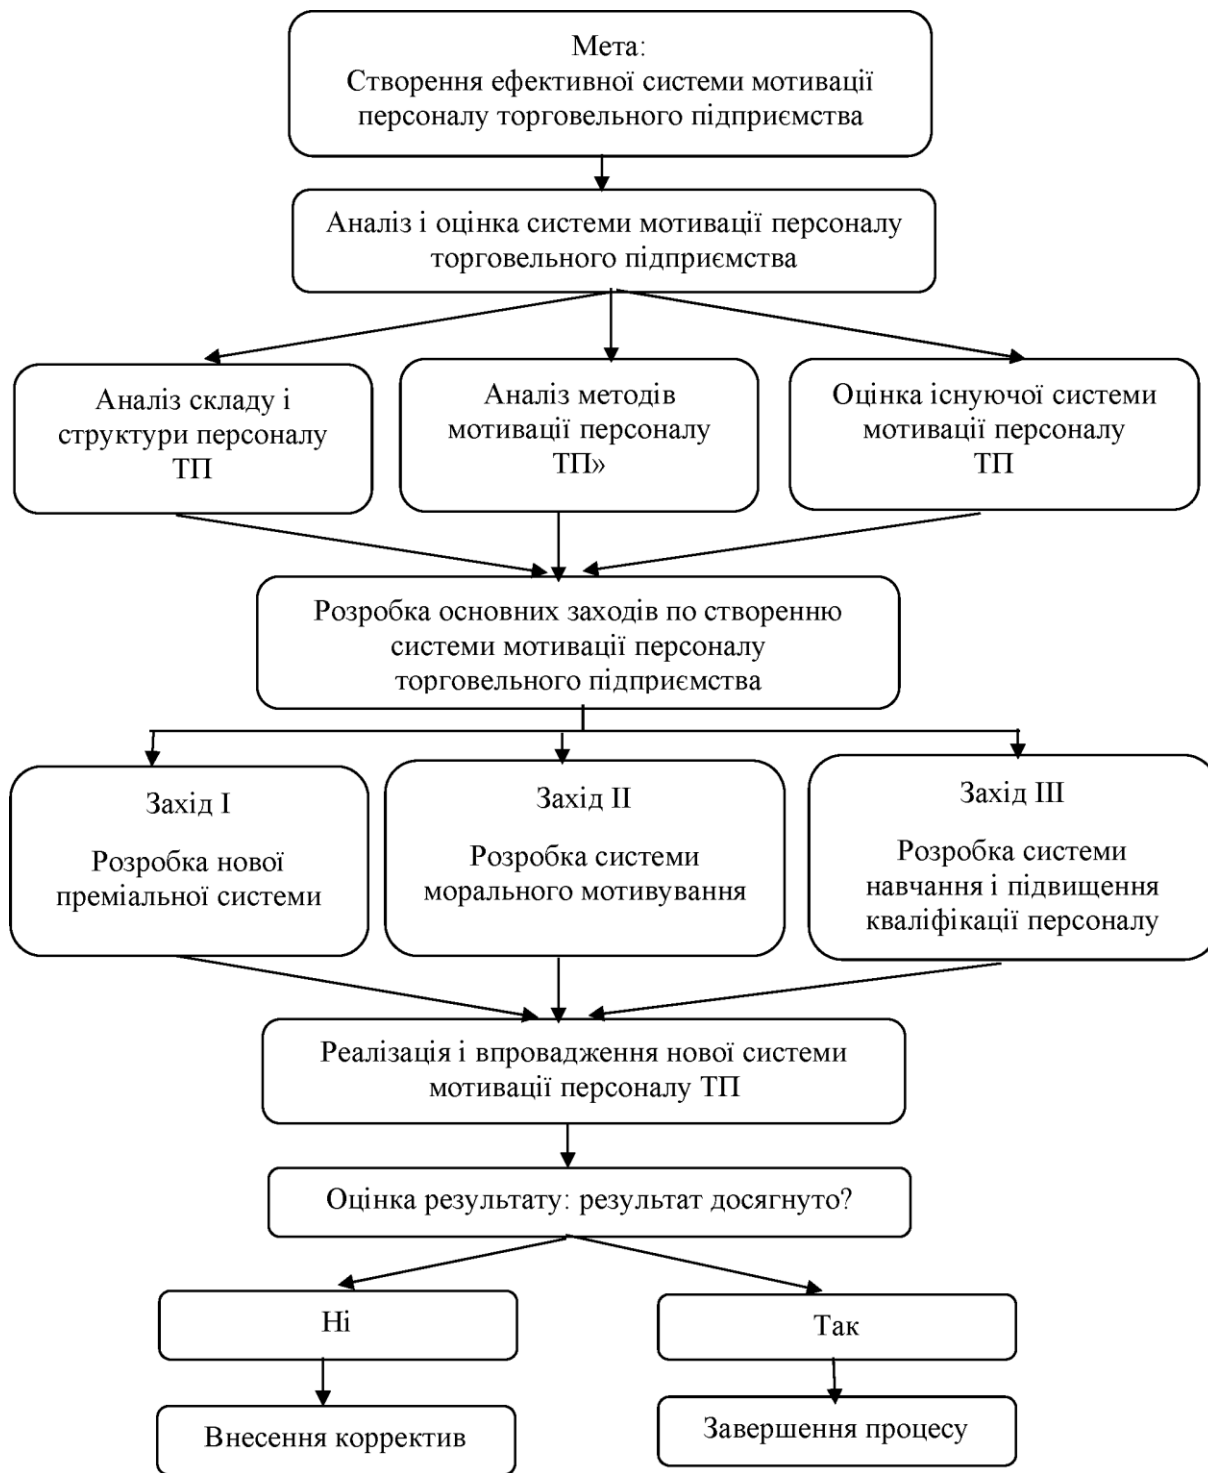 Мета:
Створення ефективної системи мотивації
персоналу торговельного підприємства
Аналіз і оцінка системи мотивації персоналу
торговельного підприємства
Аналіз складу і
структури персоналу
ТП
Аналіз методів
мотивації персоналу
ТП»
Оцінка існуючої системи
мотивації персоналу
ТП
Розробка основних заходів по створенню
системи мотивації персоналу
торговельного підприємства
Захід I
Розробка нової
преміальної системи
Захід II
Розробка системи
морального мотивування
Захід III
Розробка системи
навчання і підвищення
кваліфікації персоналу
Реалізація і впровадження нової системи
мотивації персоналу ТП
Оцінка результату: результат досягнуто?
Ні
Так
Внесення корректив
Завершення процесу